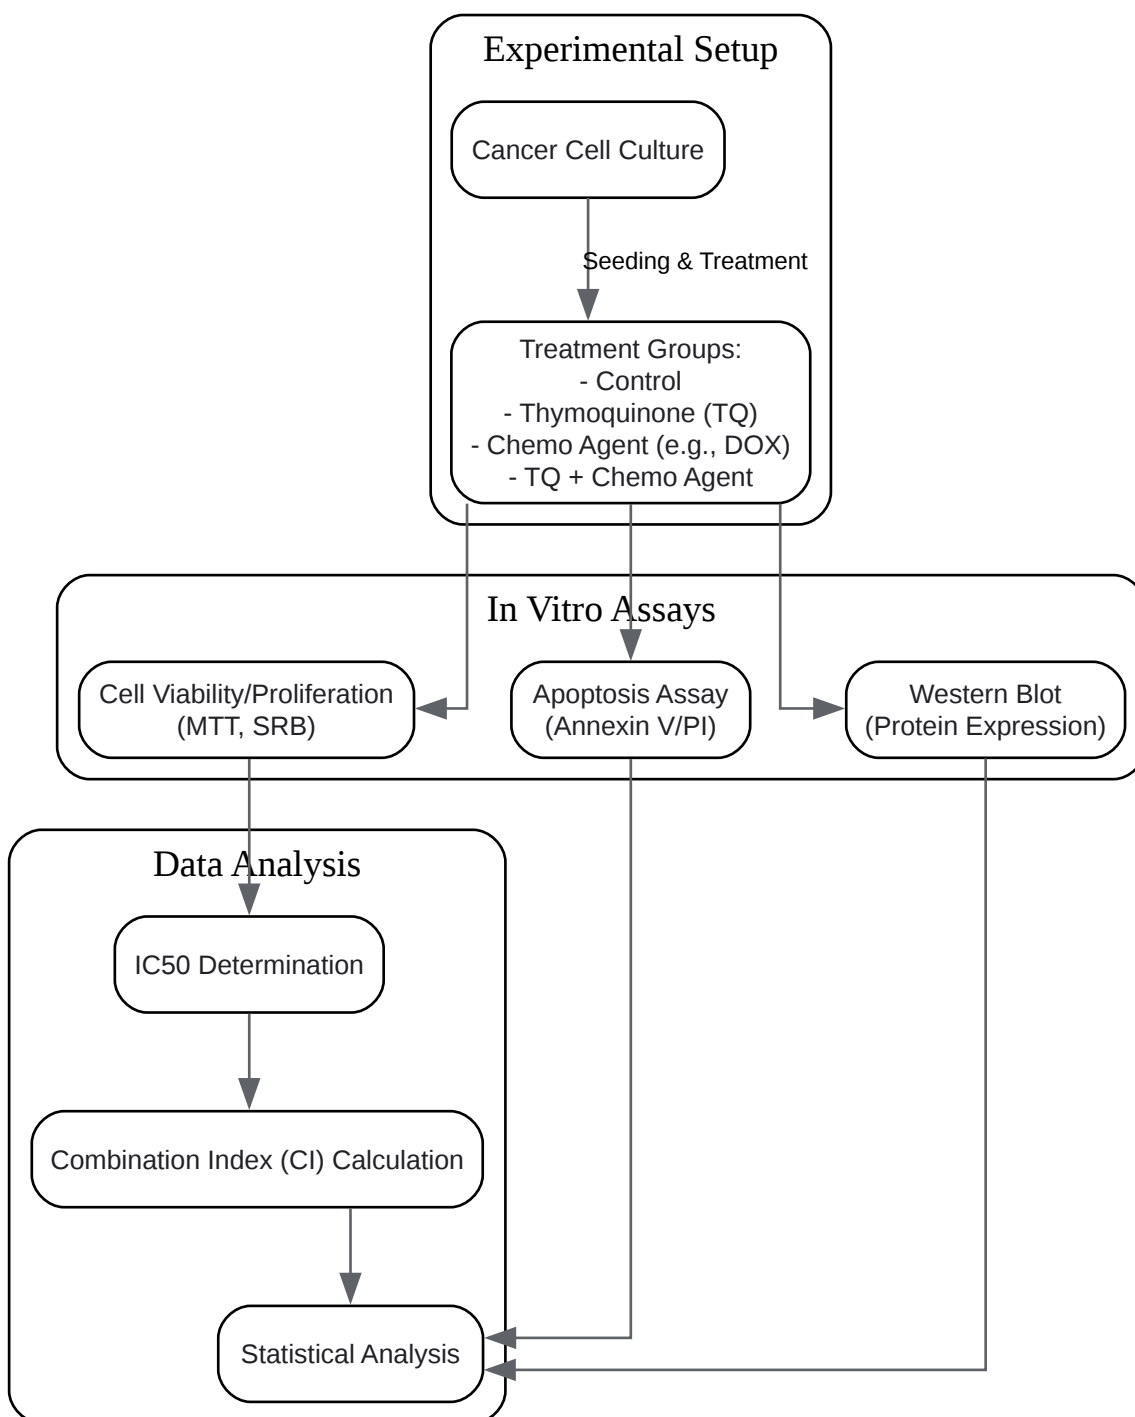 Experimental Setup
Cancer Cell Culture
Seeding & Treatment
Treatment Groups:
- Control
- Thymoquinone (TQ)
- Chemo Agent (e.g., DOX)
- TQ + Chemo Agent
In Vitro Assays
Cell Viability/Proliferation
(MTT, SRB)
Apoptosis Assay
(Annexin V/PI)
Western Blot
(Protein Expression)
Data Analysis
IC50 Determination
Combination Index (CI) Calculation
Statistical Analysis